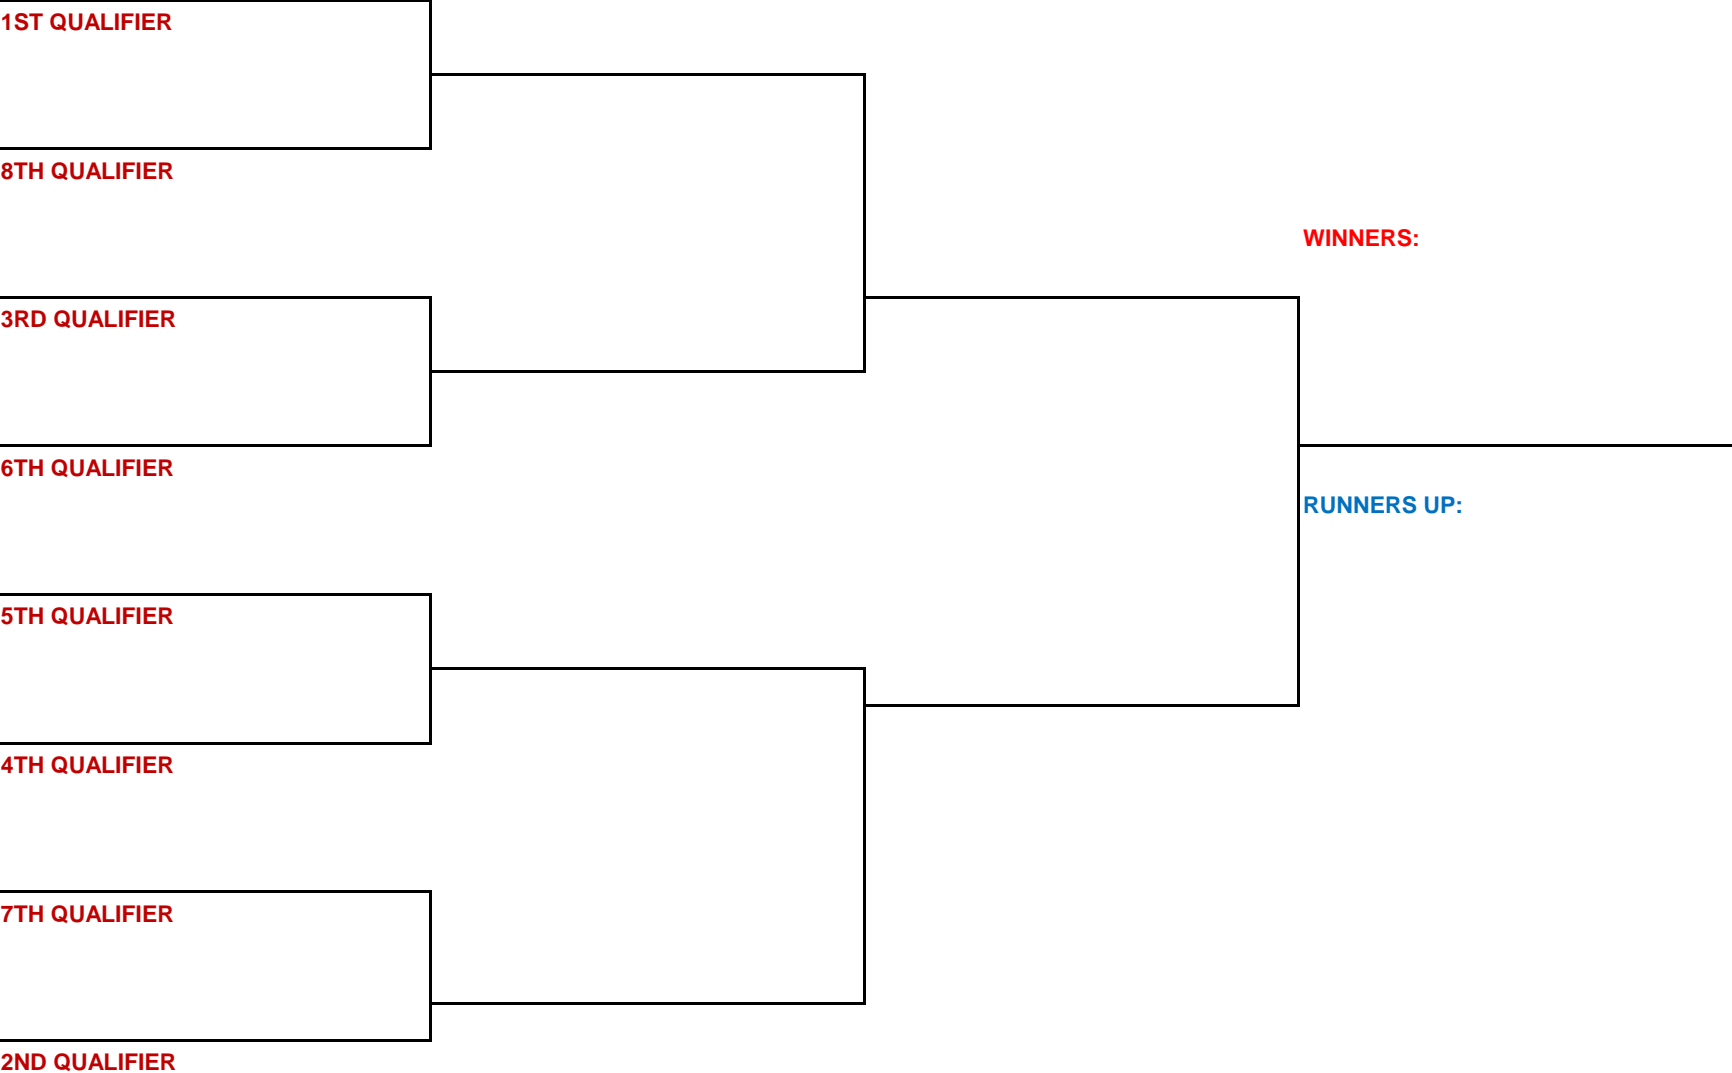 1ST QUALIFIER
8TH QUALIFIER
WINNERS:
3RD QUALIFIER
6TH QUALIFIER
RUNNERS UP:
5TH QUALIFIER
4TH QUALIFIER
7TH QUALIFIER
2ND QUALIFIER